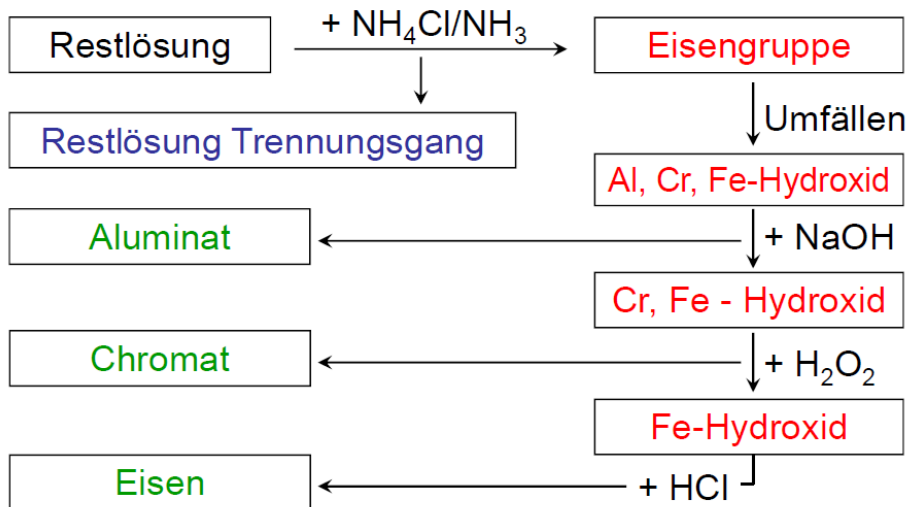 Restlösung
+ NH₄Cl/NH₃
Eisengruppe
Restlösung Trennungsgang
Umfällen
Al, Cr, Fe-Hydroxid
Aluminat
+ NaOH
Cr, Fe - Hydroxid
Chromat
+ H₂O₂
Fe-Hydroxid
Eisen
+ HCl